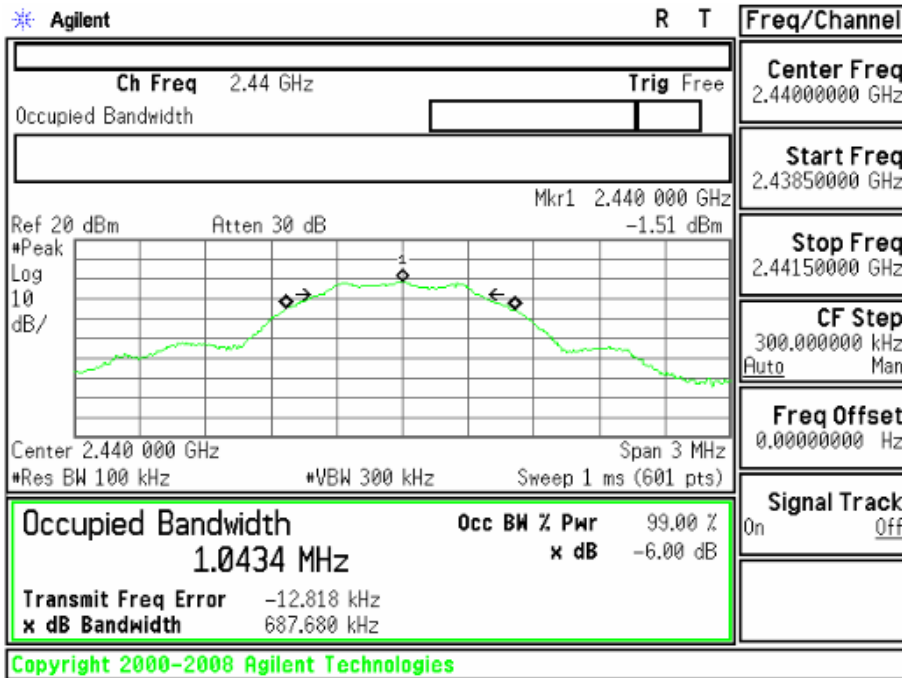 Agilent R T
Ch Freq 2.44 GHz Trig Free
Occupied Bandwidth
Mkr1 2.440 000 GHz
Ref 20 dBm Atten 30 dB -1.51 dBm
#Peak
Log
10
dB/
1
Center 2.440 000 GHz Span 3 MHz
#Res BW 100 kHz #VBW 300 kHz Sweep 1 ms (601 pts)
Occupied Bandwidth Occ BW % Pwr 99.00 %
1.0434 MHz x dB -6.00 dB
Transmit Freq Error -12.818 kHz
x dB Bandwidth 687.680 kHz
Copyright 2000-2008 Agilent Technologies
Freq/Channel
Center Freq
2.44000000 GHz
Start Freq
2.43850000 GHz
Stop Freq
2.44150000 GHz
CF Step
300.000000 kHz
Auto Man
Freq Offset
0.00000000 Hz
Signal Track
On Off